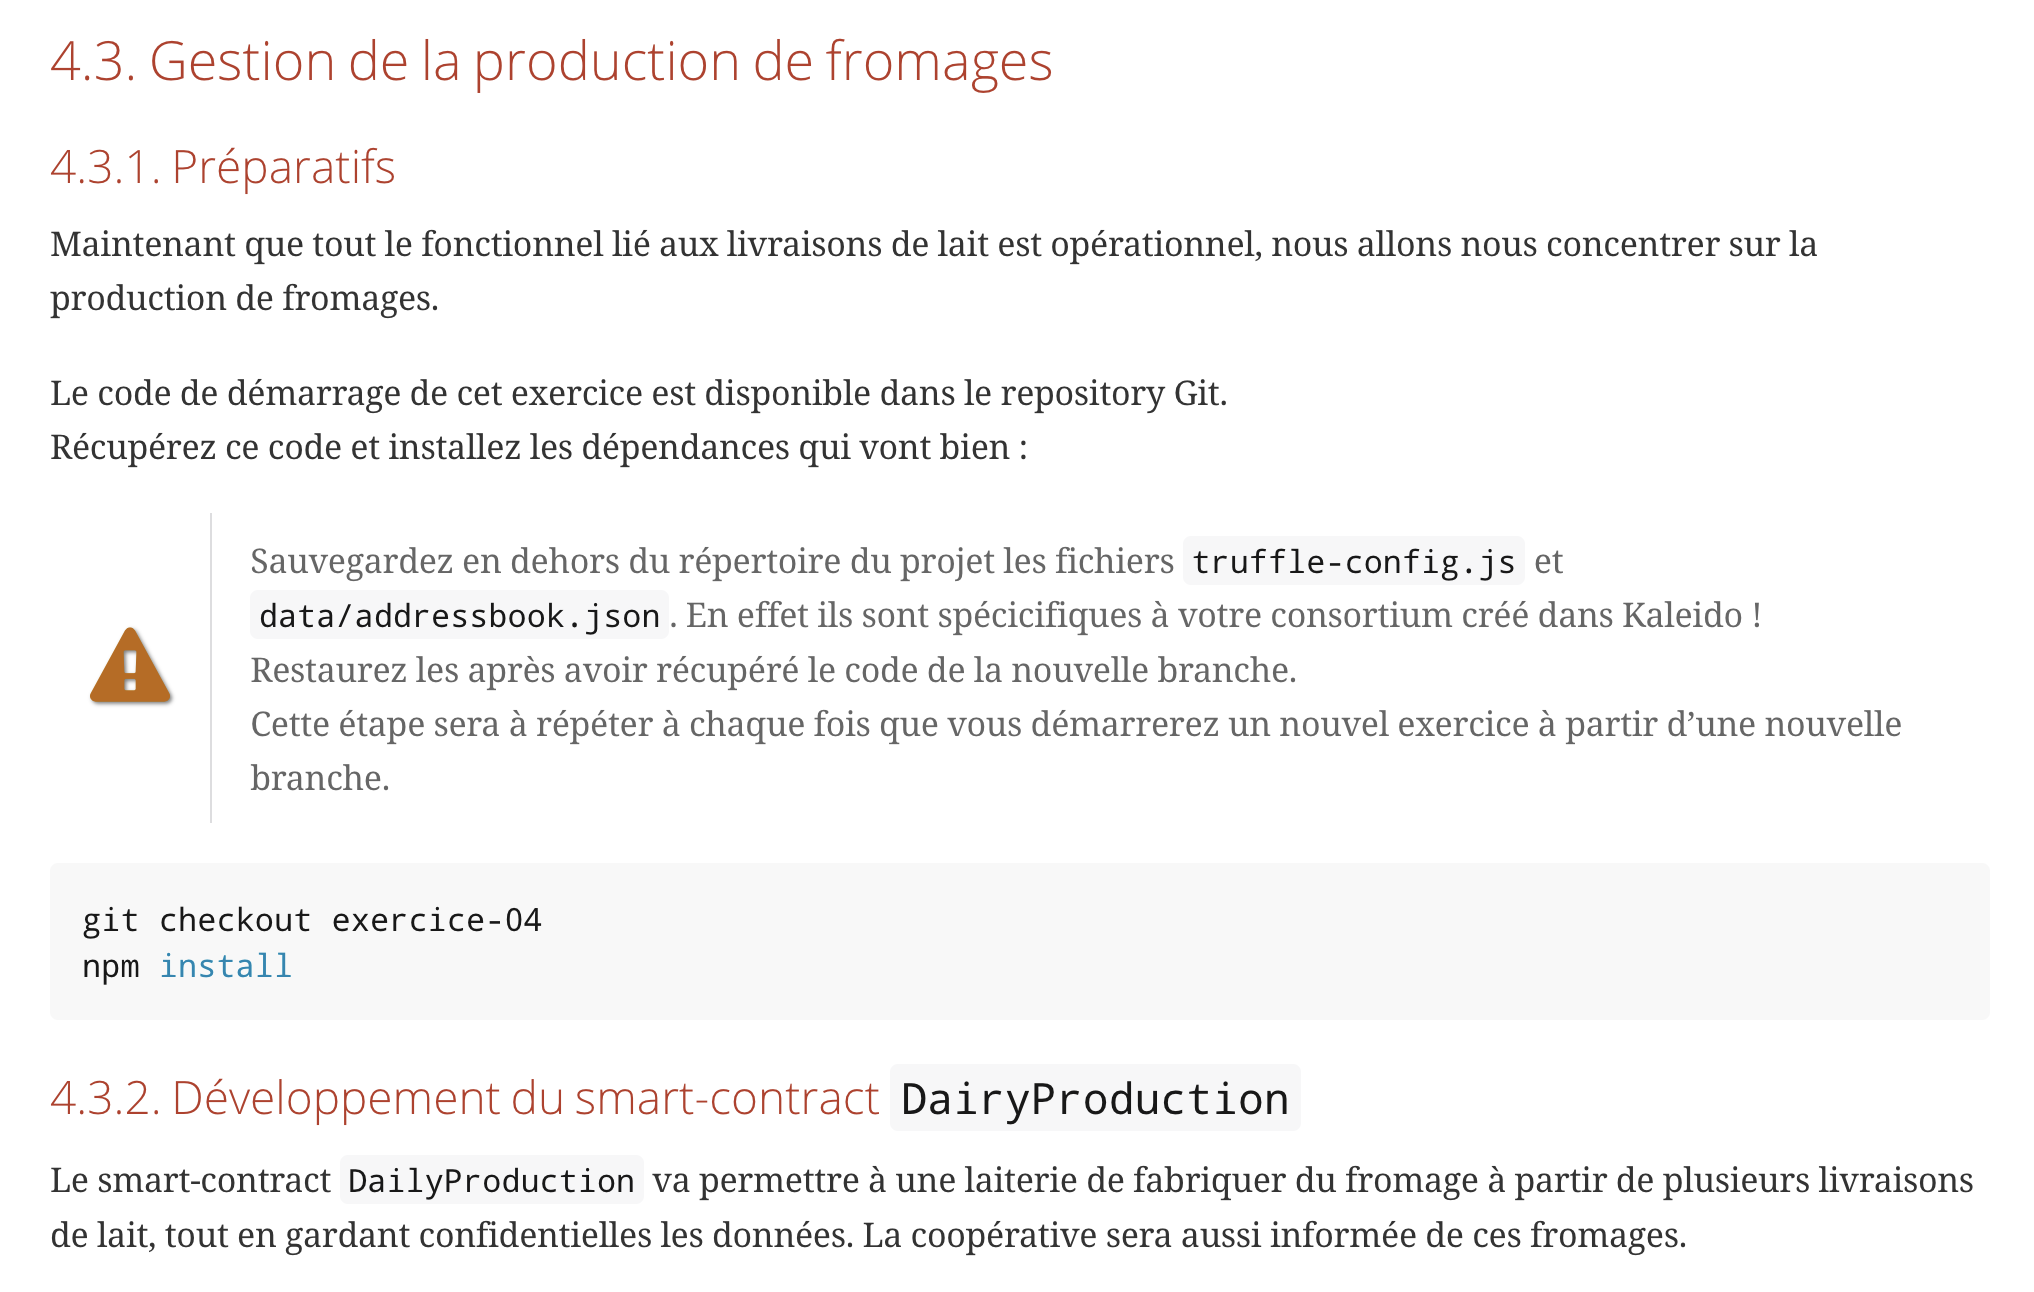 4.3. Gestion de la production de fromages
4.3.1. Préparatifs
Maintenant que tout le fonctionnel lié aux livraisons de lait est opérationnel, nous allons nous concentrer sur la
production de fromages.
Le code de démarrage de cet exercice est disponible dans le repository Git.
Récupérez ce code et installez les dépendances qui vont bien :
Sauvegardez en dehors du répertoire du projet les fichiers truffle-config.js et
data/addressbook.json. En effet ils sont spécicifiques à votre consortium créé dans Kaleido !
Restaurez les après avoir récupéré le code de la nouvelle branche.
Cette étape sera à répéter à chaque fois que vous démarrerez un nouvel exercice à partir d’une nouvelle
branche.
git checkout exercice-04
npm install
4.3.2. Développement du smart-contract DairyProduction
Le smart-contract DailyProduction va permettre à une laiterie de fabriquer du fromage à partir de plusieurs livraisons
de lait, tout en gardant confidentielles les données. La coopérative sera aussi informée de ces fromages.